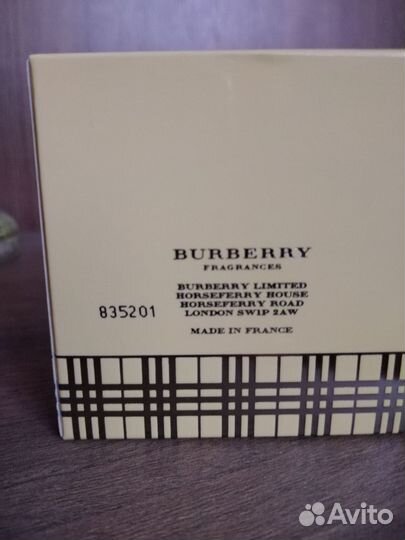 BURBERRY
FRAGRANCES
BURBERRY LIMITED
HORSEFERRY HOUSE
HORSEFERRY ROAD
LONDON SW1P 2AW
835201
MADE IN FRANCE
Avito